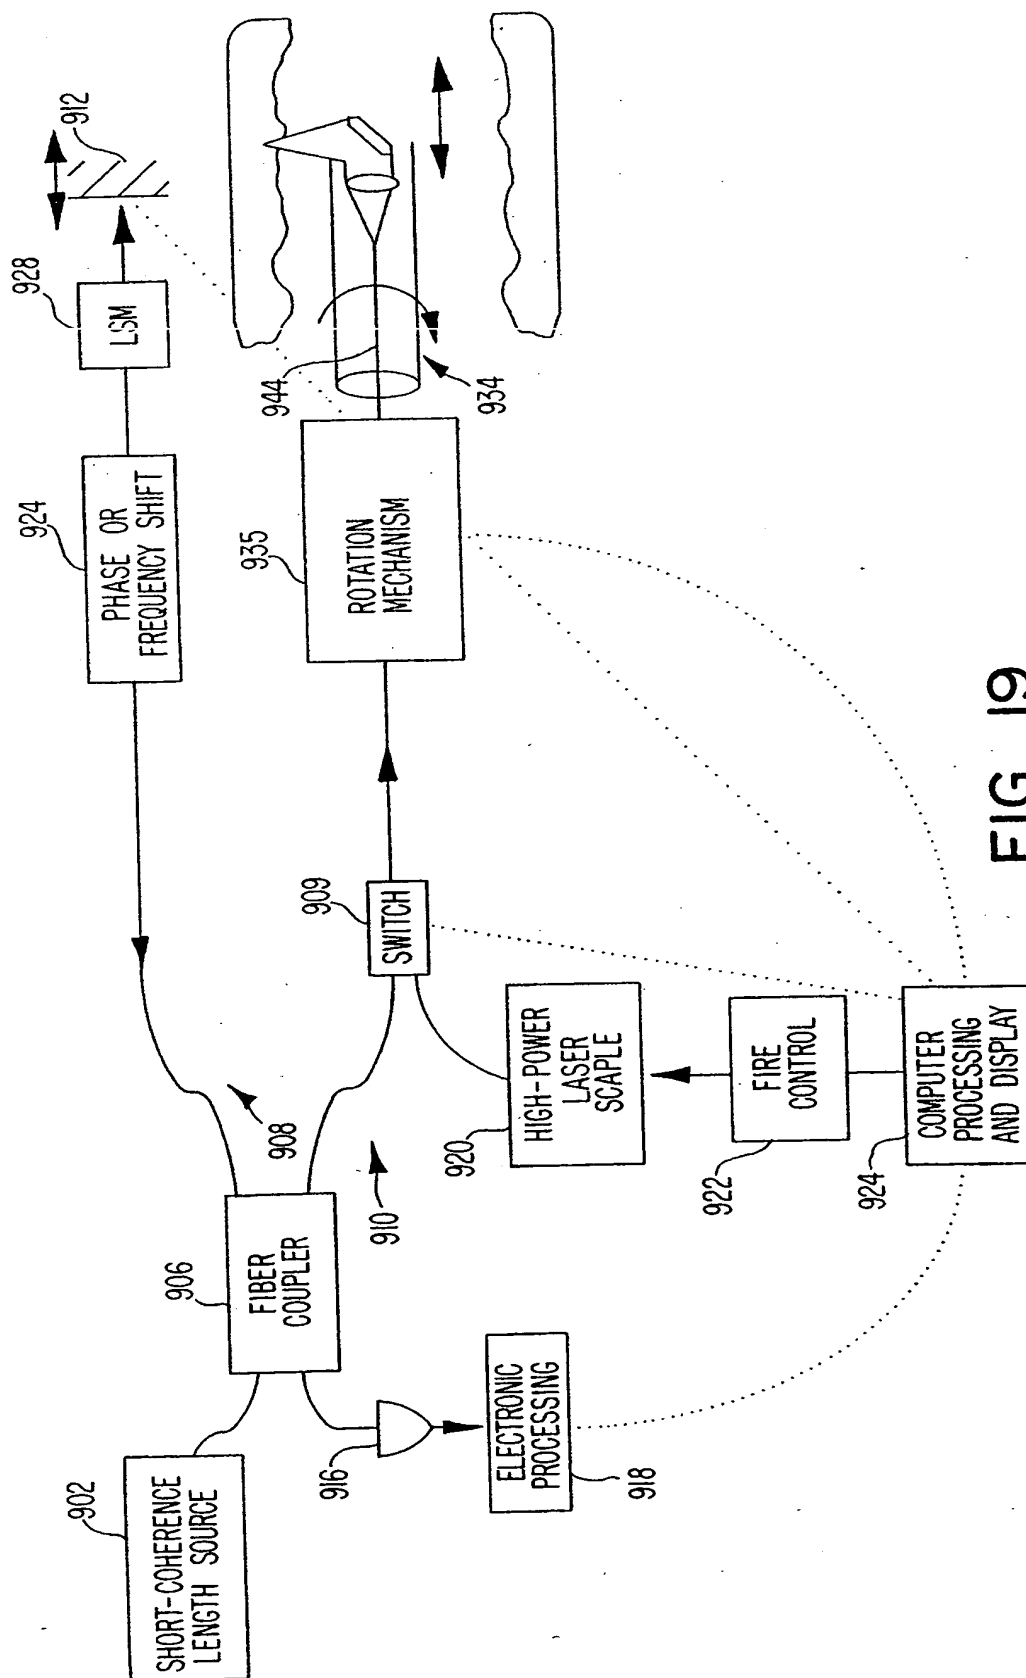 902
SHORT-COHERENCE
LENGTH SOURCE
906
FIBER
COUPLER
908
910
916
ELECTRONIC
PROCESSING
918
924
PHASE OR
FREQUENCY SHIFT
928
LSM
912
909
SWITCH
935
ROTATION
MECHANISM
944
934
HIGH-POWER
LASER
SCAPLE
920
FIRE
CONTROL
922
COMPUTER
PROCESSING
AND DISPLAY
924
FIG 19